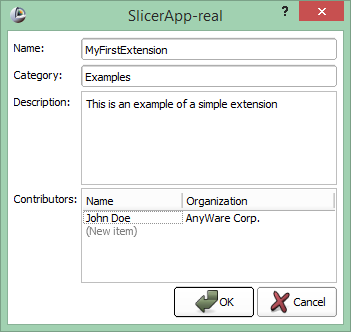 SlicerApp-real
?
Name: MyFirstExtension
Category: Examples
Description: This is an example of a simple extension
Contributors: Name Organization
John Doe AnyWare Corp.
(New item)
OK Cancel